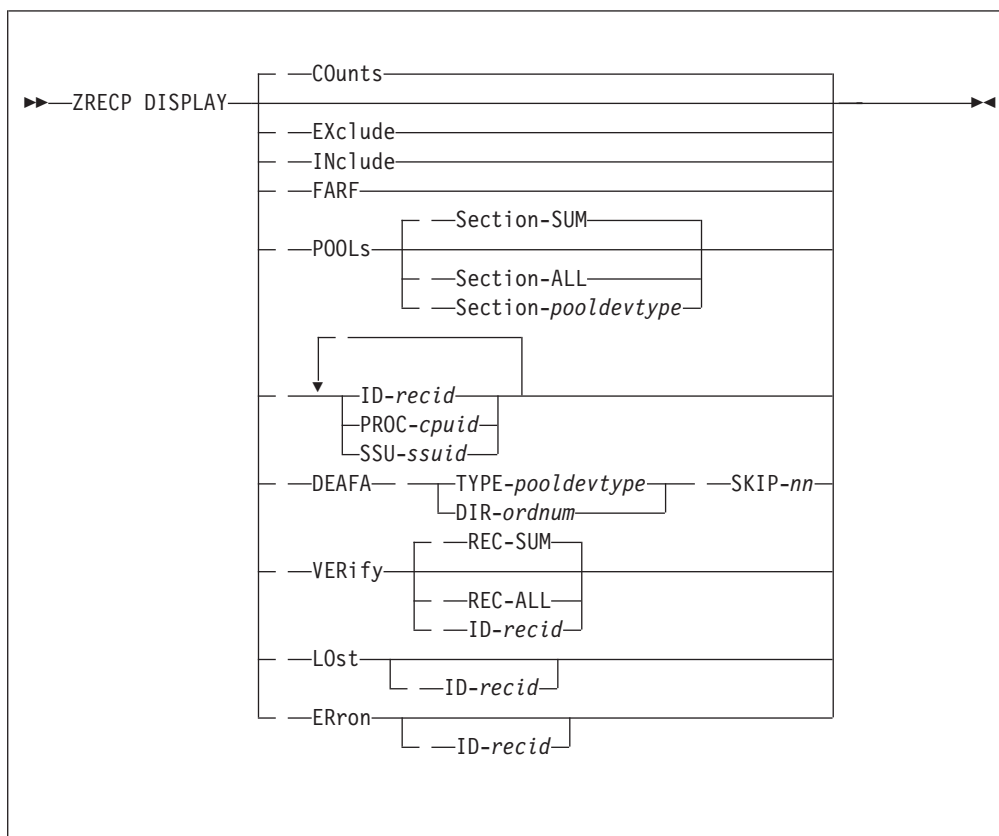 COunts
ZRECP DISPLAY
EXclude
INclude
FARF
Section-SUM
POOLs
Section-ALL
Section-pooldevtype
ID-recid
PROC-cpuid
SSU-ssuid
DEAFA TYPE-pooldevtype SKIP-nn
DIR-ordnum
REC-SUM
VERify
REC-ALL
ID-recid
LOst
ID-recid
ERron
ID-recid